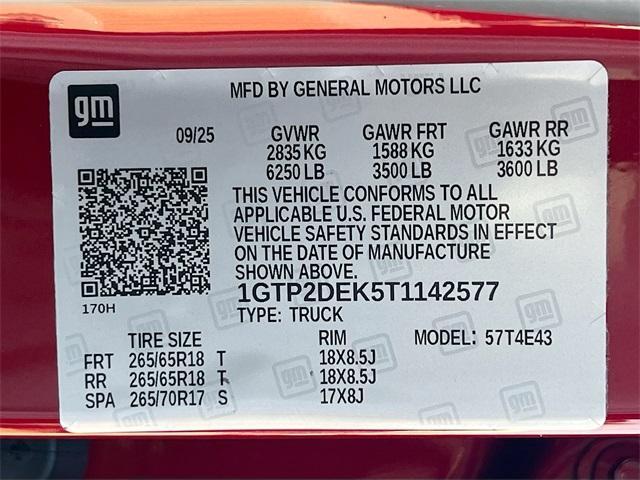 gm
MFD BY GENERAL MOTORS LLC
09/25 GVWR GAWR FRT GAWR RR
2835 KG 1588 KG 1633 KG
6250 LB 3500 LB 3600 LB
THIS VEHICLE CONFORMS TO ALL
APPLICABLE U.S. FEDERAL MOTOR
VEHICLE SAFETY STANDARDS IN EFFECT
ON THE DATE OF MANUFACTURE
SHOWN ABOVE.
1GTP2DEK5T1142577
170H
TYPE: TRUCK
TIRE SIZE RIM MODEL: 57T4E43
FRT 265/65R18 T 18X8.5J
RR 265/65R18 T 18X8.5J
SPA 265/70R17 S 17X8J